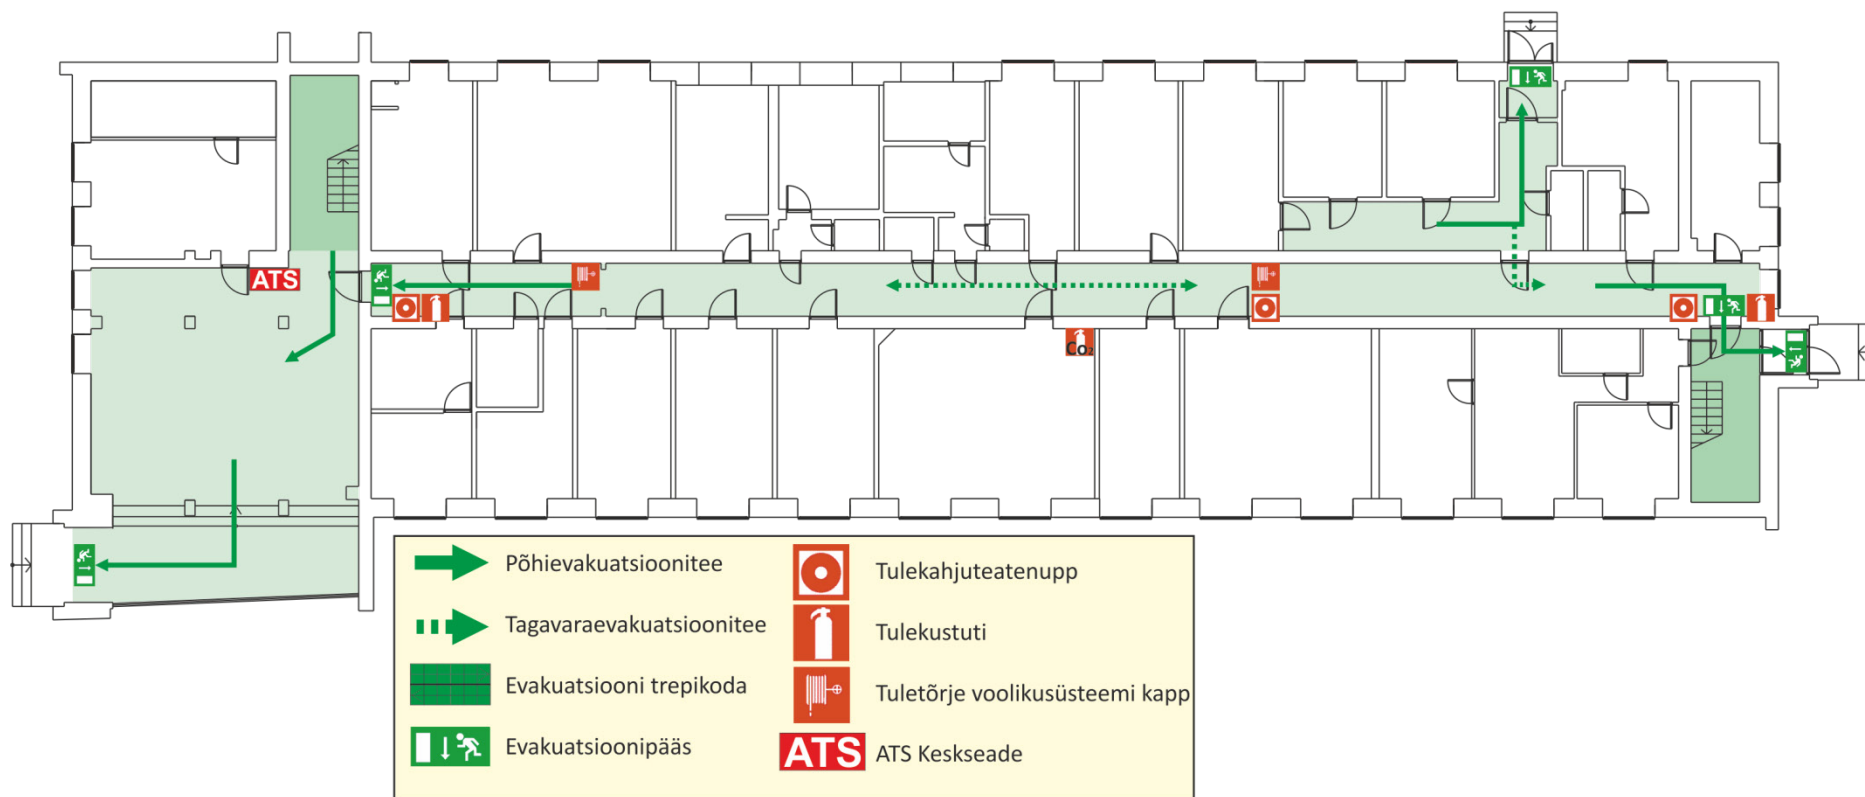 ATS
Co₂
Põhievakuatsioonitee
Tagavaraevakuatsioonitee
Evakuatsiooni trepikoda
Evakuatsioonipääs
Tulekahjuteatenupp
Tulekustuti
Tuletõrje voolikusüsteemi kapp
ATS
ATS Keskseade